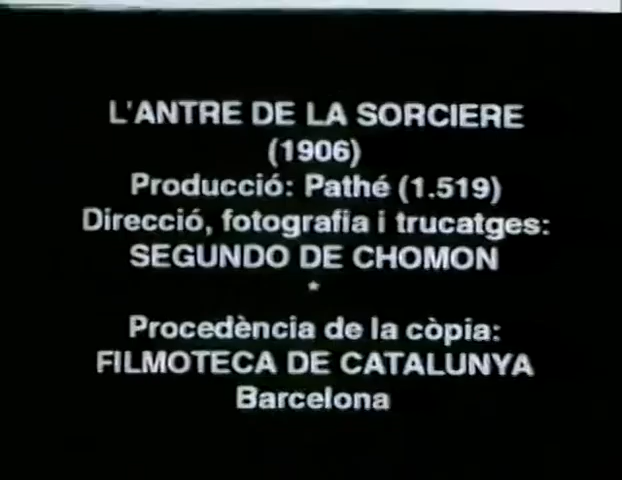 L'ANTRE DE LA SORCIERE
(1906)
Producció: Pathé (1.519)
Direcció, fotografia i trucatges:
SEGUNDO DE CHOMON
*
Procedència de la còpia:
FILMOTECA DE CATALUNYA
Barcelona